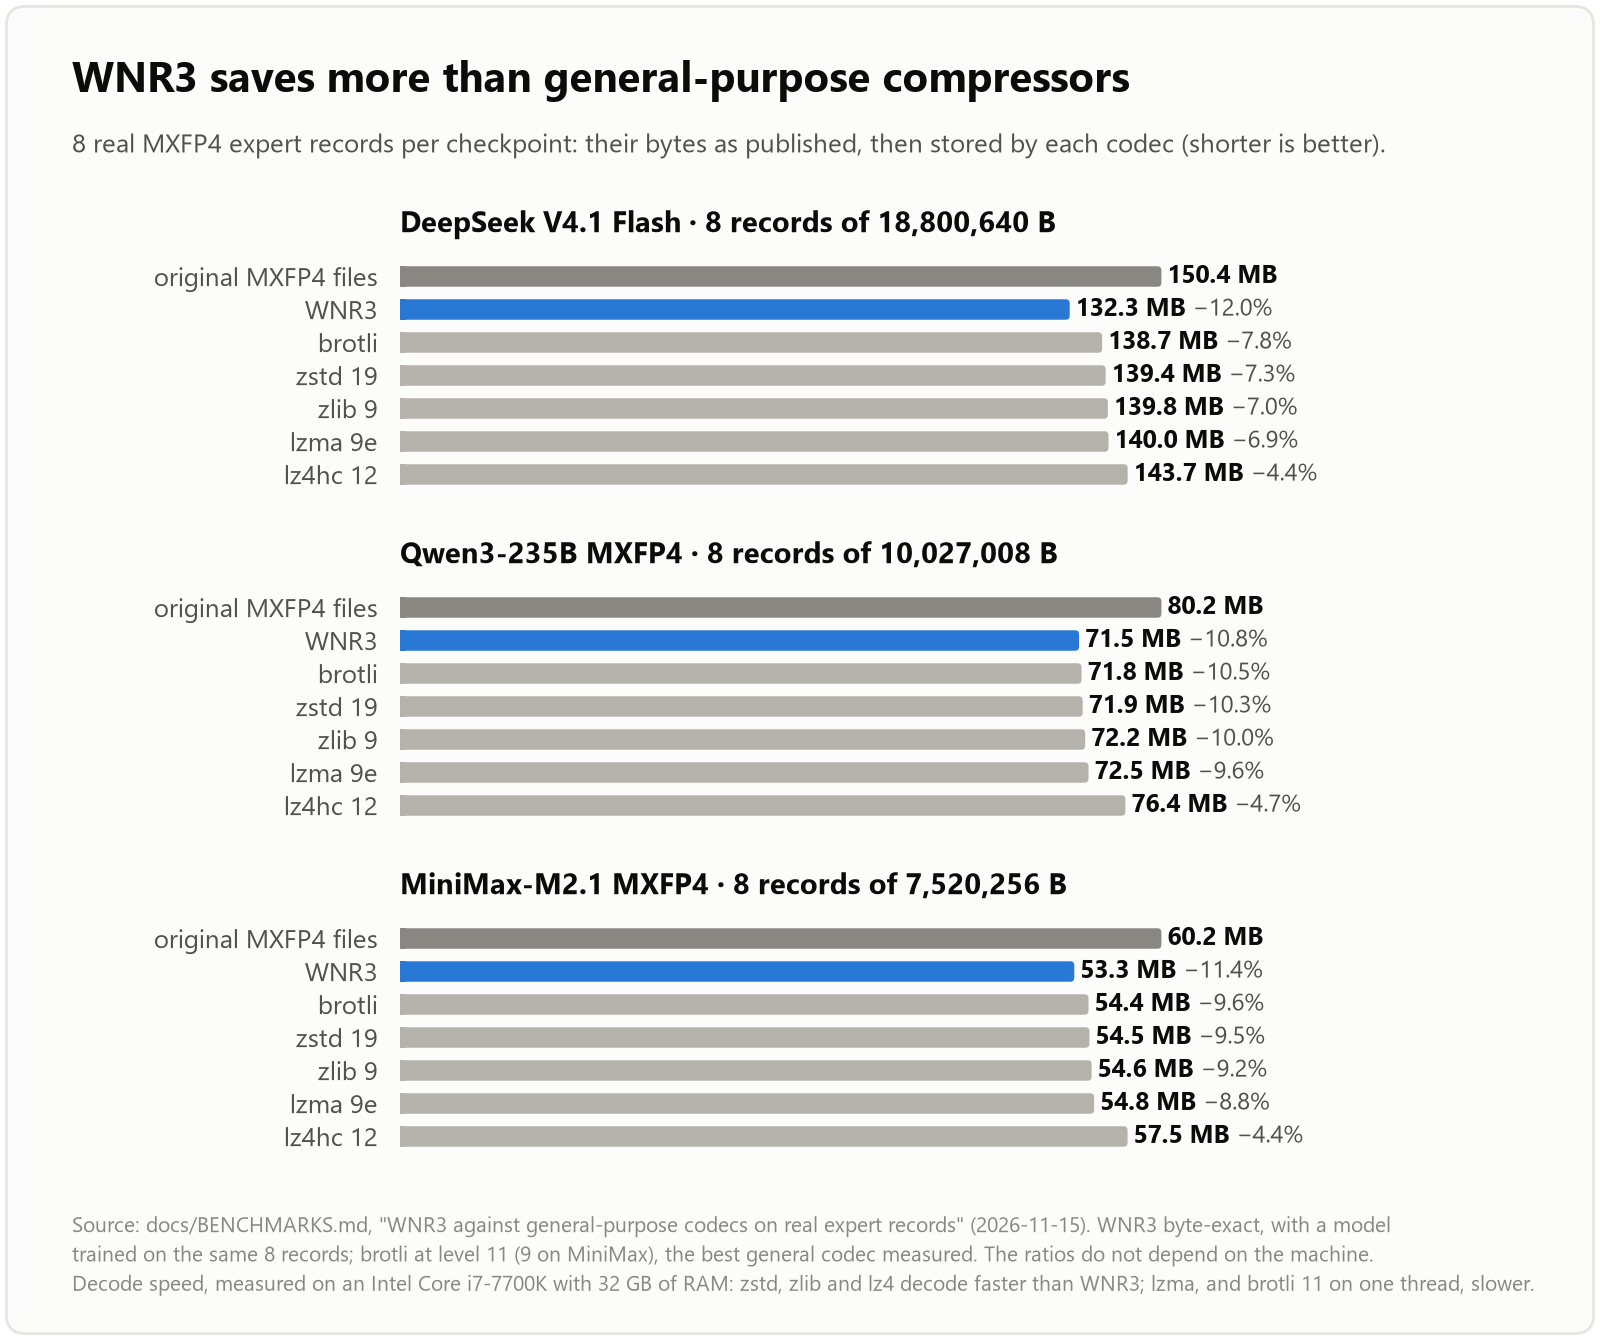 WNR3 saves more than general-purpose compressors
8 real MXFP4 expert records per checkpoint: their bytes as published, then stored by each codec (shorter is better).
DeepSeek V4.1 Flash · 8 records of 18,800,640 B
original MXFP4 files 150.4 MB
WNR3 132.3 MB −12.0%
brotli 138.7 MB −7.8%
zstd 19 139.4 MB −7.3%
zlib 9 139.8 MB −7.0%
lzma 9e 140.0 MB −6.9%
lz4hc 12 143.7 MB −4.4%
Qwen3-235B MXFP4 · 8 records of 10,027,008 B
original MXFP4 files 80.2 MB
WNR3 71.5 MB −10.8%
brotli 71.8 MB −10.5%
zstd 19 71.9 MB −10.3%
zlib 9 72.2 MB −10.0%
lzma 9e 72.5 MB −9.6%
lz4hc 12 76.4 MB −4.7%
MiniMax-M2.1 MXFP4 · 8 records of 7,520,256 B
original MXFP4 files 60.2 MB
WNR3 53.3 MB −11.4%
brotli 54.4 MB −9.6%
zstd 19 54.5 MB −9.5%
zlib 9 54.6 MB −9.2%
lzma 9e 54.8 MB −8.8%
lz4hc 12 57.5 MB −4.4%
Source: docs/BENCHMARKS.md, "WNR3 against general-purpose codecs on real expert records" (2026-11-15). WNR3 byte-exact, with a model
trained on the same 8 records; brotli at level 11 (9 on MiniMax), the best general codec measured. The ratios do not depend on the machine.
Decode speed, measured on an Intel Core i7-7700K with 32 GB of RAM: zstd, zlib and lz4 decode faster than WNR3; lzma, and brotli 11 on one thread, slower.